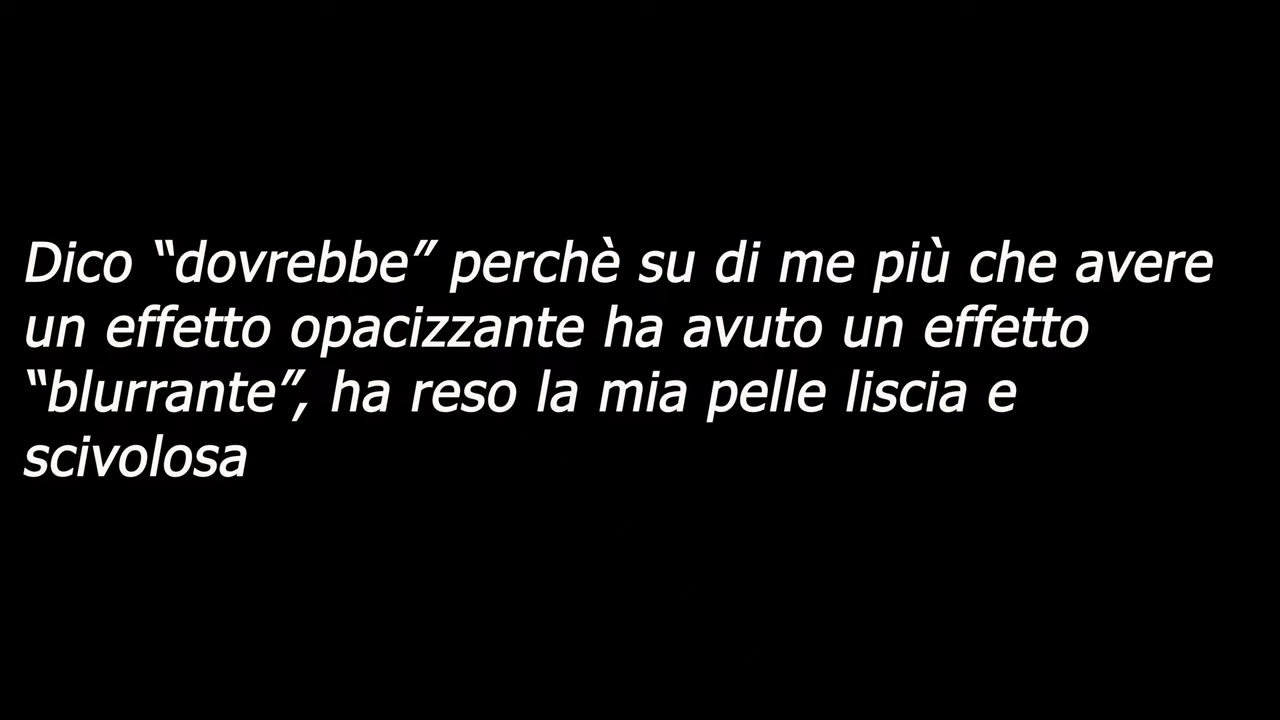 Dico “dovrebbe” perchè su di me più che avere
un effetto opacizzante ha avuto un effetto
“blurrante”, ha reso la mia pelle liscia e
scivolosa